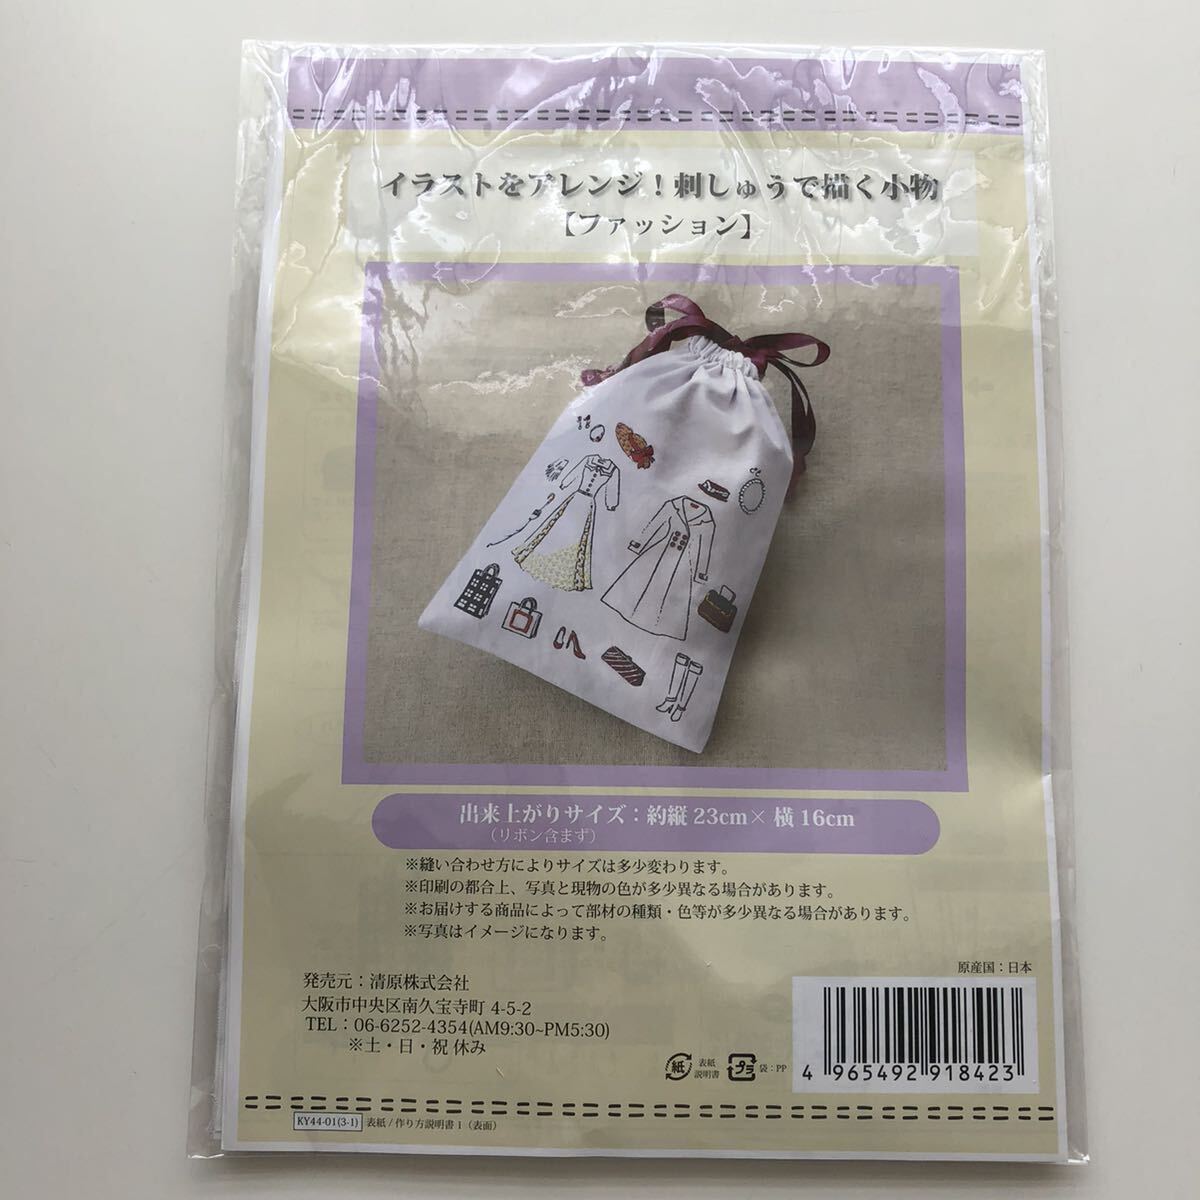 イラストをアレンジ！刺しゅうで描く小物
【ファッション】
出来上がりサイズ：約縦 23cm× 横 16cm
（リボン含まず）
※縫い合わせ方によりサイズは多少変わります。
※印刷の都合上、写真と現物の色が多少異なる場合があります。
※お届けする商品によって部材の種類・色等が多少異なる場合があります。
※写真はイメージになります。
原産国：日本
発売元：清原株式会社
大阪市中央区南久宝寺町 4-5-2
TEL：06-6252-4354(AM9:30~PM5:30)
※土・日・祝 休み
紙 表紙 説明書
プラ 袋：PP
4 965492 918423
KY44-01(3-1) 表紙 / 作り方説明書 1（表面）